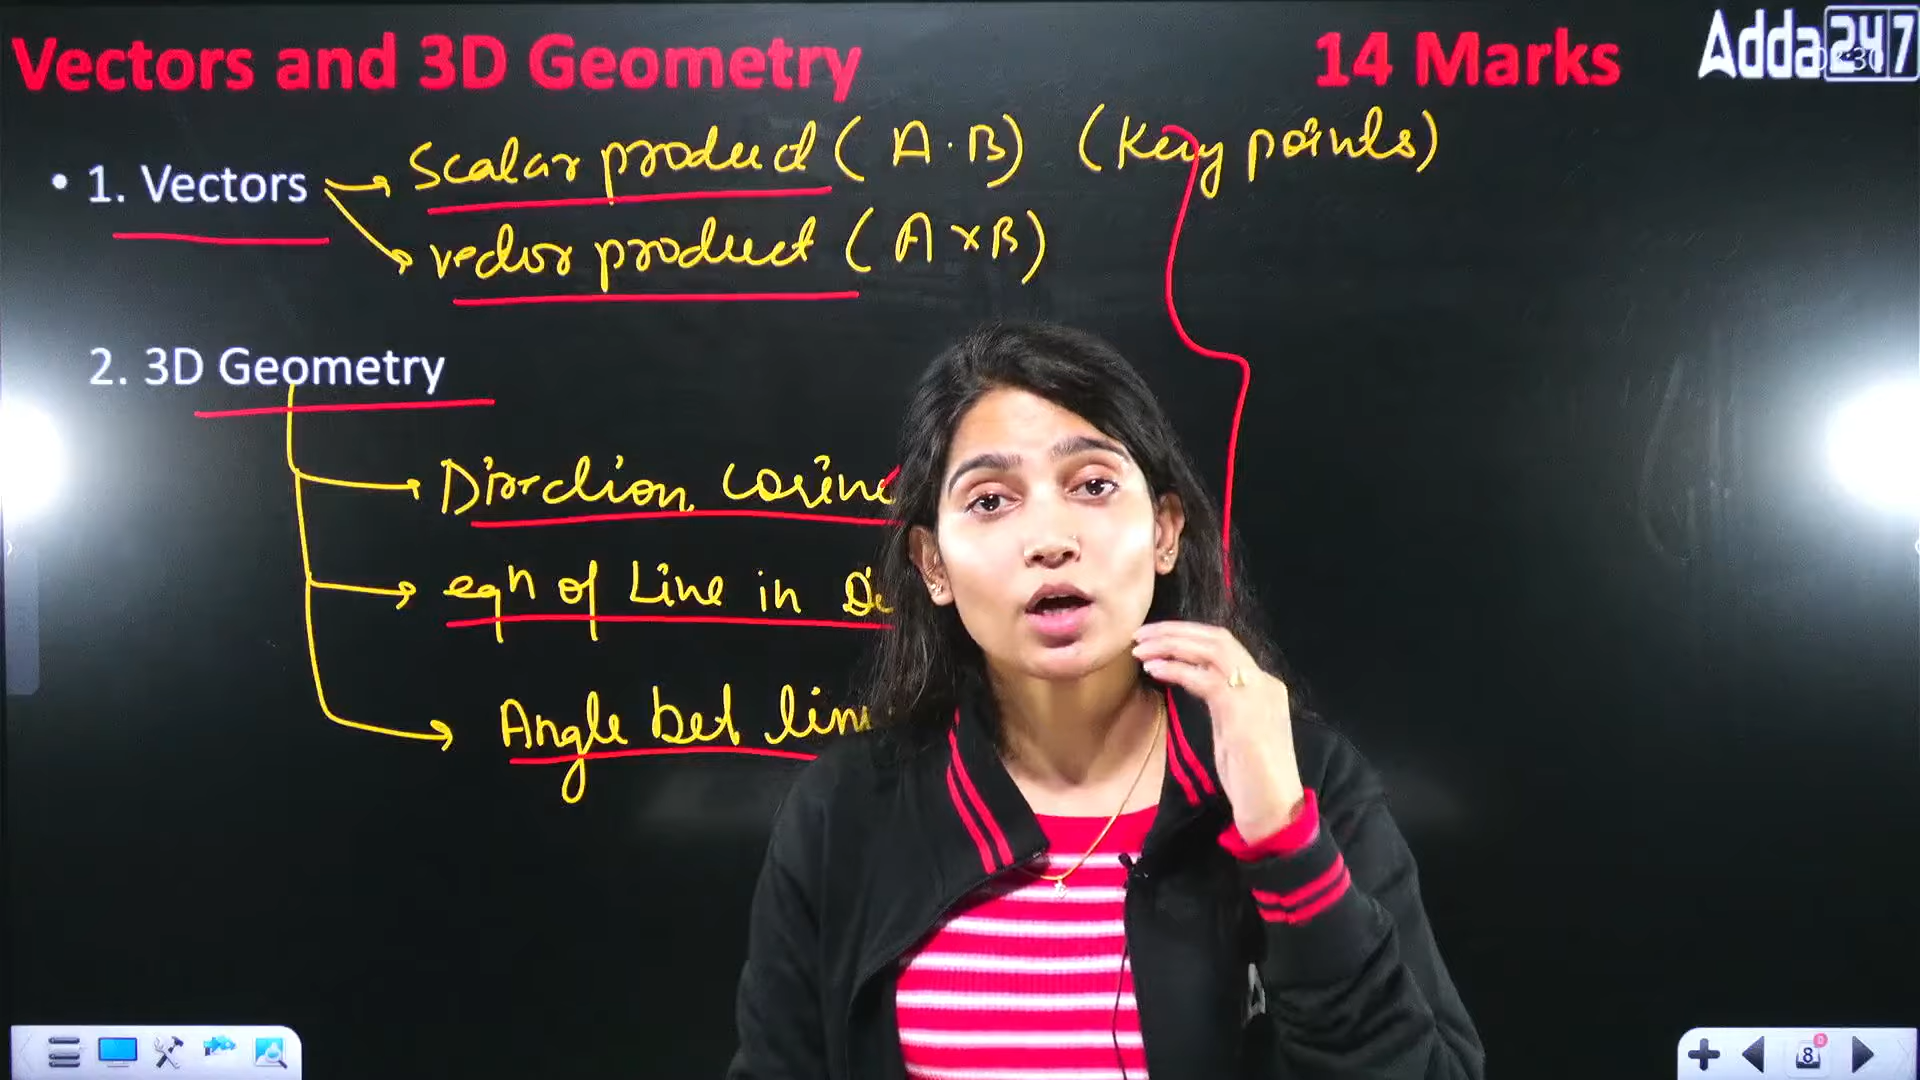 Vectors and 3D Geometry 14 Marks Adda247
• 1. Vectors → Scalar product (A·B) (Key points)
→ vector product (A×B)
2. 3D Geometry
→ Direction
→ eqn of Line in
→ Angle bet
8